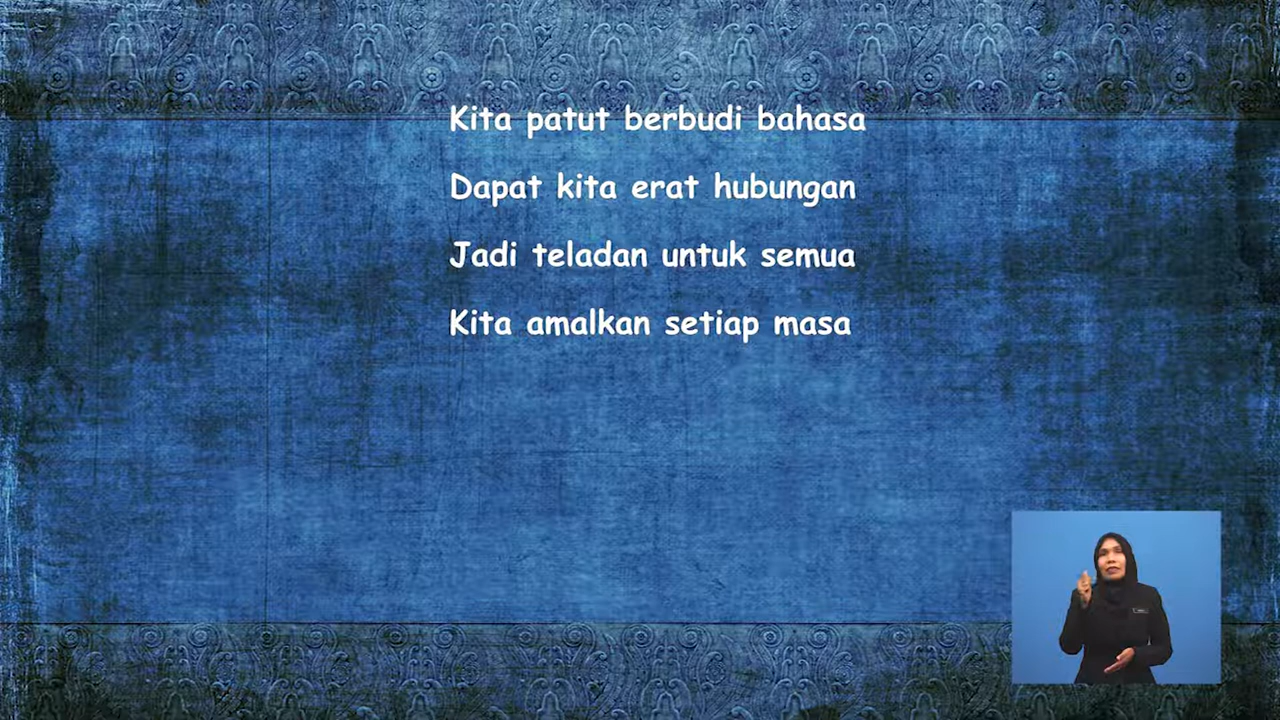 Kita patut berbudi bahasa
Dapat kita erat hubungan
Jadi teladan untuk semua
Kita amalkan setiap masa